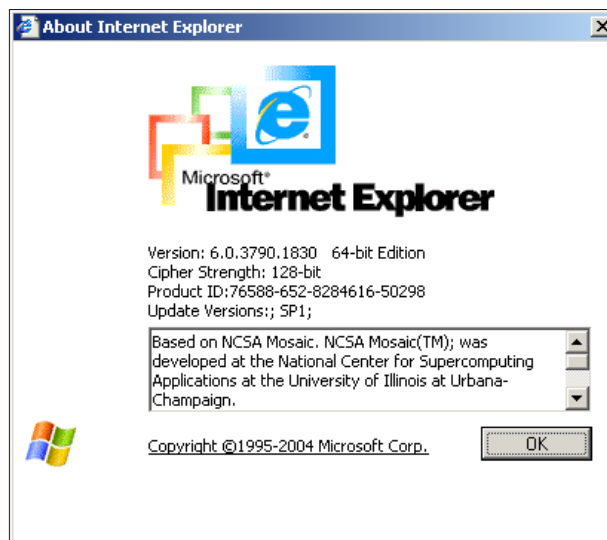 About Internet Explorer
Microsoft®
Internet Explorer
Version: 6.0.3790.1830 64-bit Edition
Cipher Strength: 128-bit
Product ID:76588-652-8284616-50298
Update Versions:; SP1;
Based on NCSA Mosaic. NCSA Mosaic(TM); was
developed at the National Center for Supercomputing
Applications at the University of Illinois at Urbana-
Champaign.
Copyright ©1995-2004 Microsoft Corp.
OK